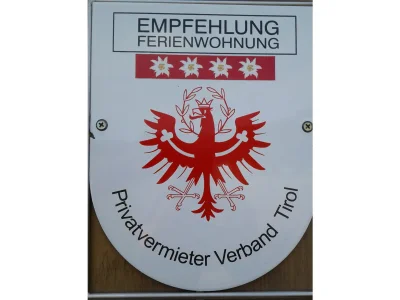 EMPFEHLUNG
FERIENWOHNUNG
Privatvermieter Verband Tirol